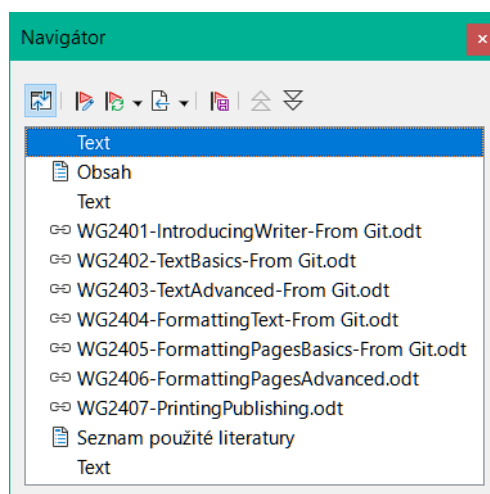 Navigátor
Text
Obsah
Text
WG2401-IntroducingWriter-From Git.odt
WG2402-TextBasics-From Git.odt
WG2403-TextAdvanced-From Git.odt
WG2404-FormattingText-From Git.odt
WG2405-FormattingPagesBasics-From Git.odt
WG2406-FormattingPagesAdvanced.odt
WG2407-PrintingPublishing.odt
Seznam použité literatury
Text